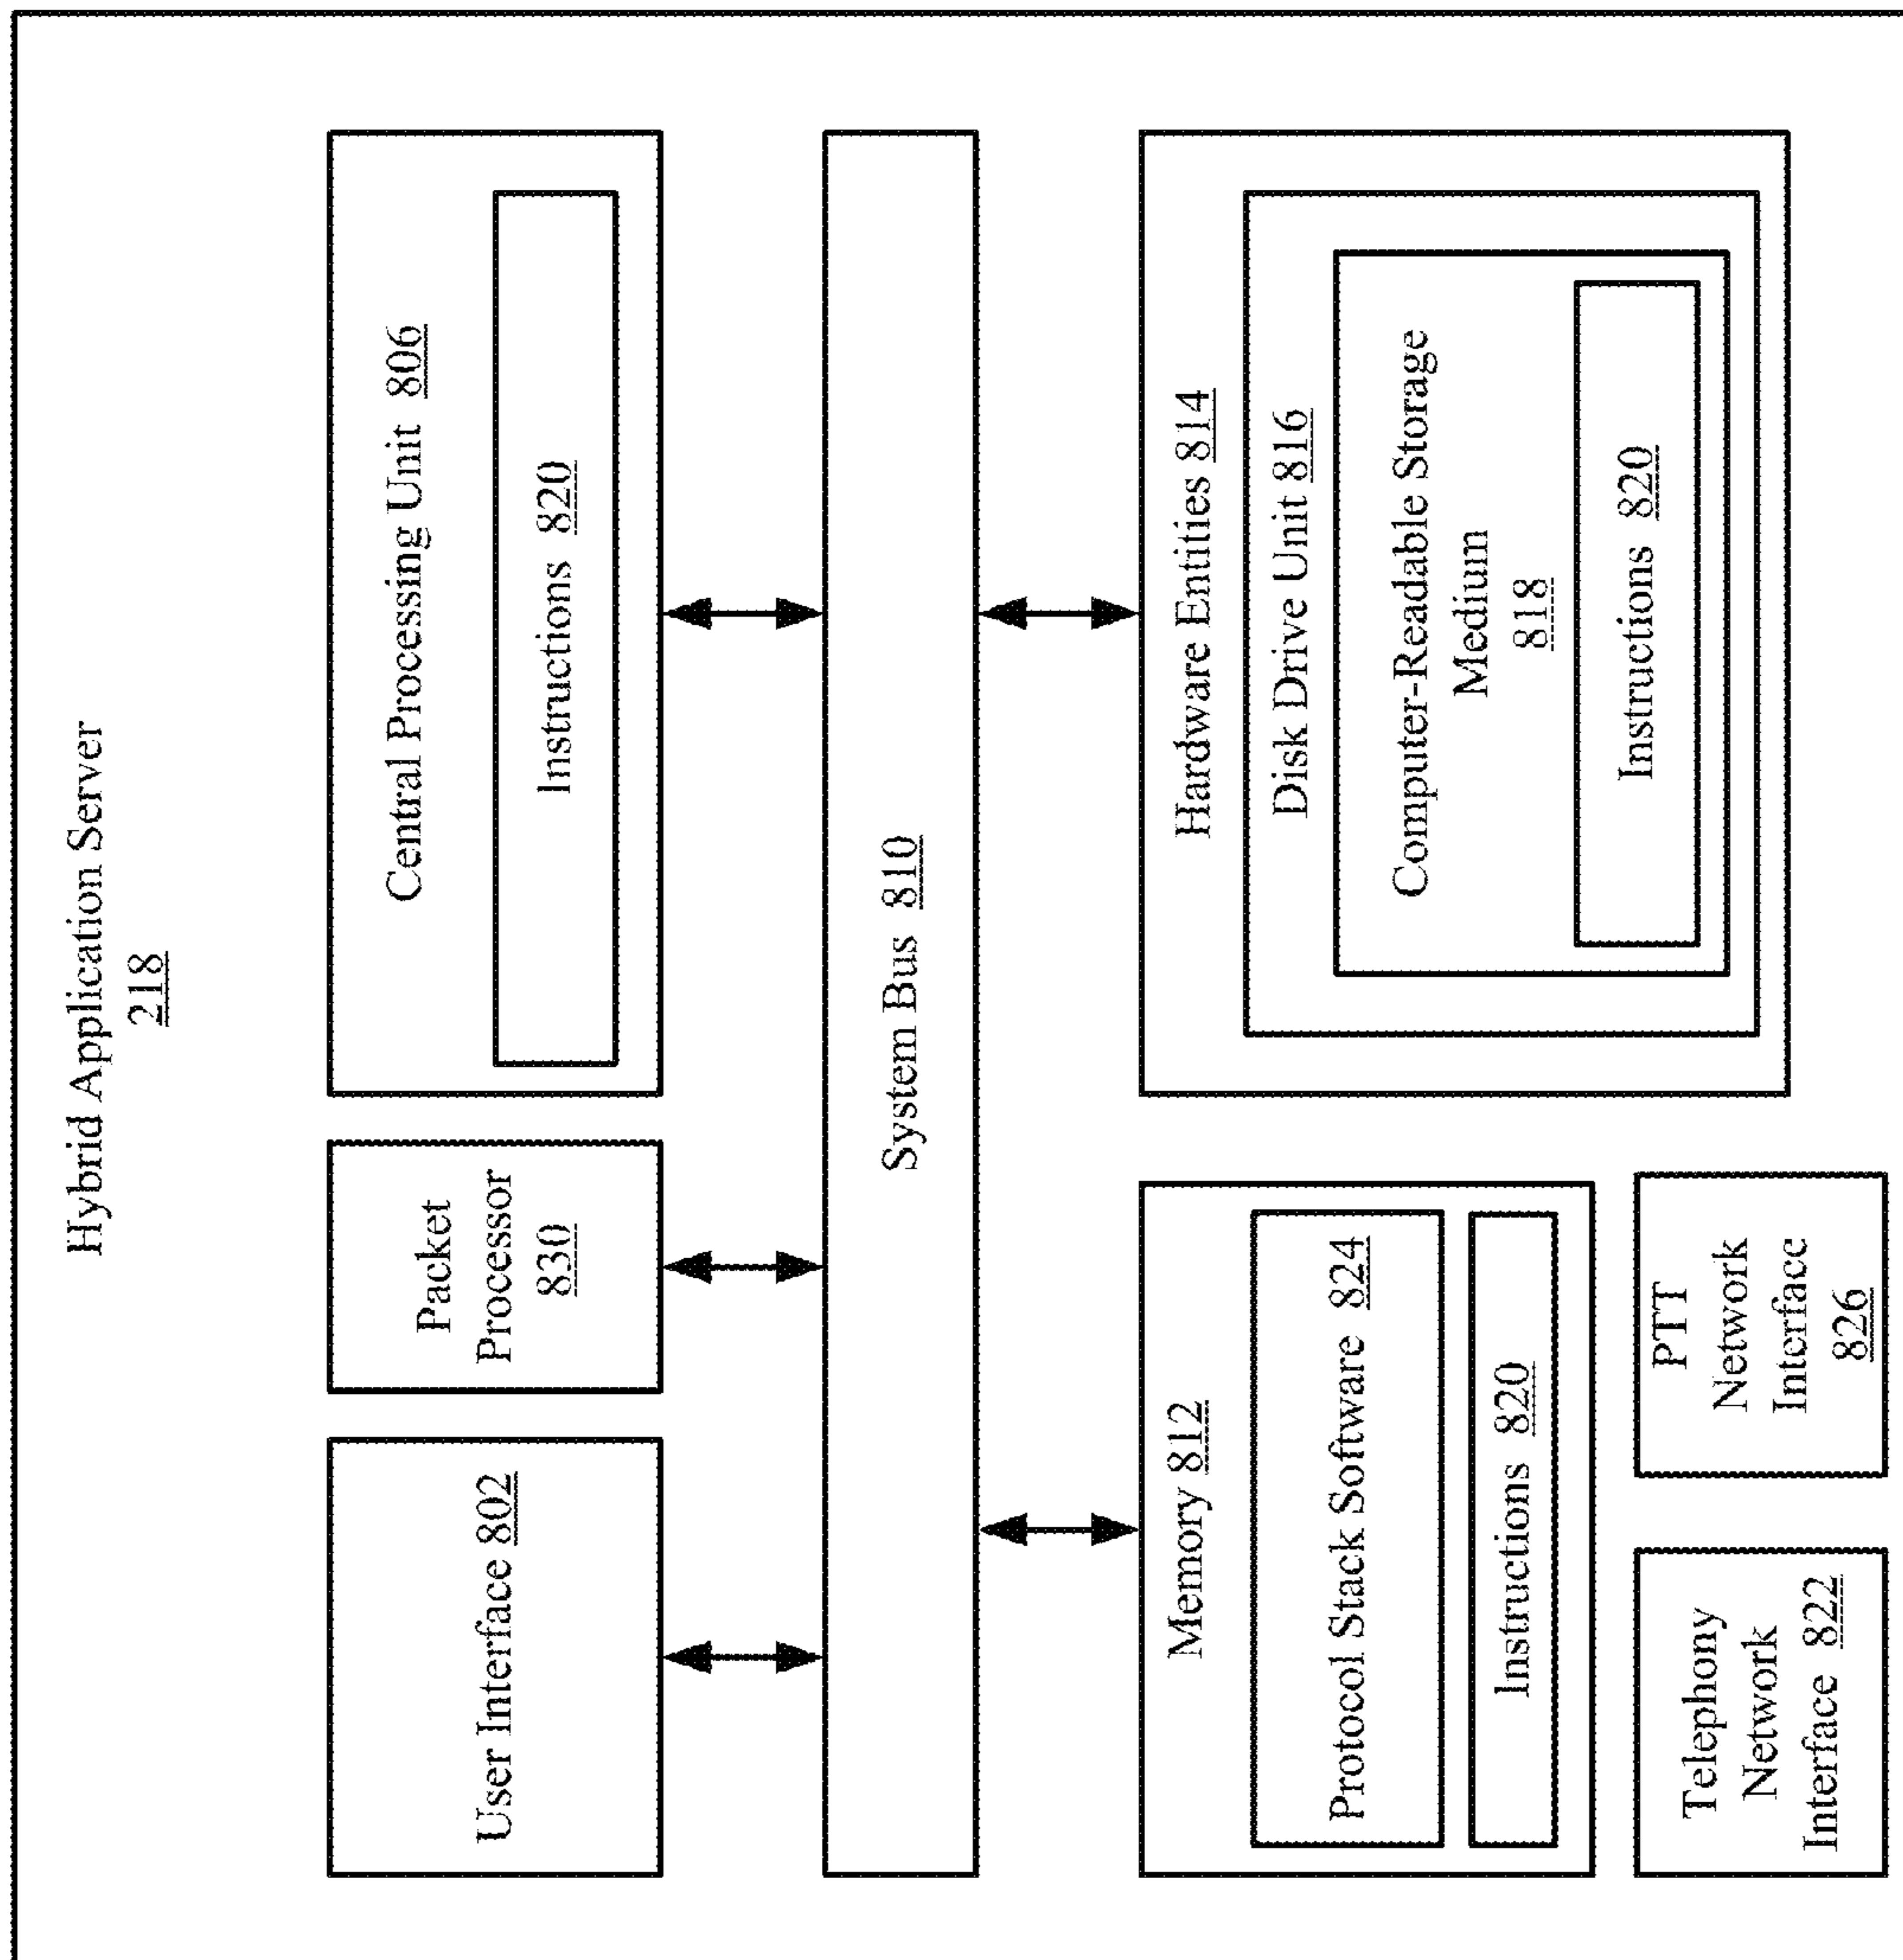 Hybrid Application Server
218
User Interface 802
Packet
Processor
830
Central Processing Unit 806
Instructions 820
System Bus 810
Memory 812
Protocol Stack Software 824
Instructions 820
Hardware Entities 814
Disk Drive Unit 816
Computer-Readable Storage
Medium
818
Instructions 820
Telephony
Network
Interface 822
PTT
Network
Interface
826